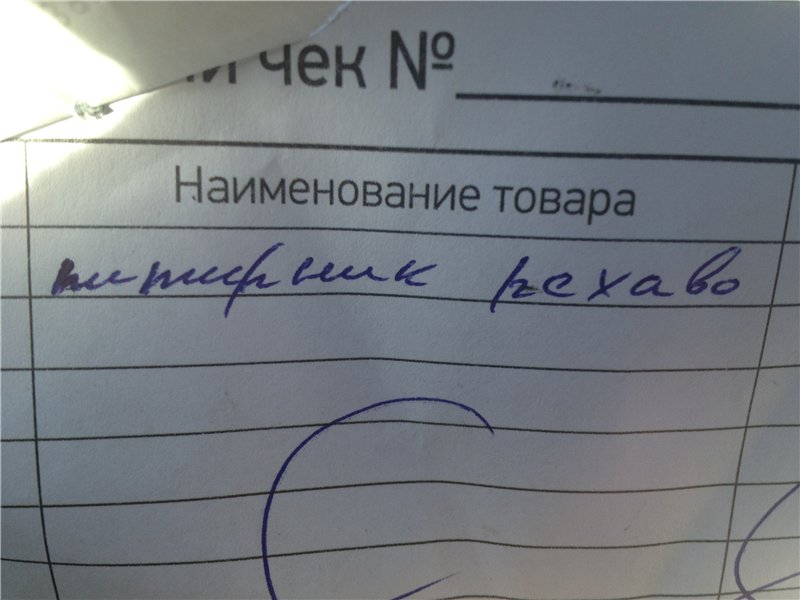 чек №
Наименование товара
рехаво